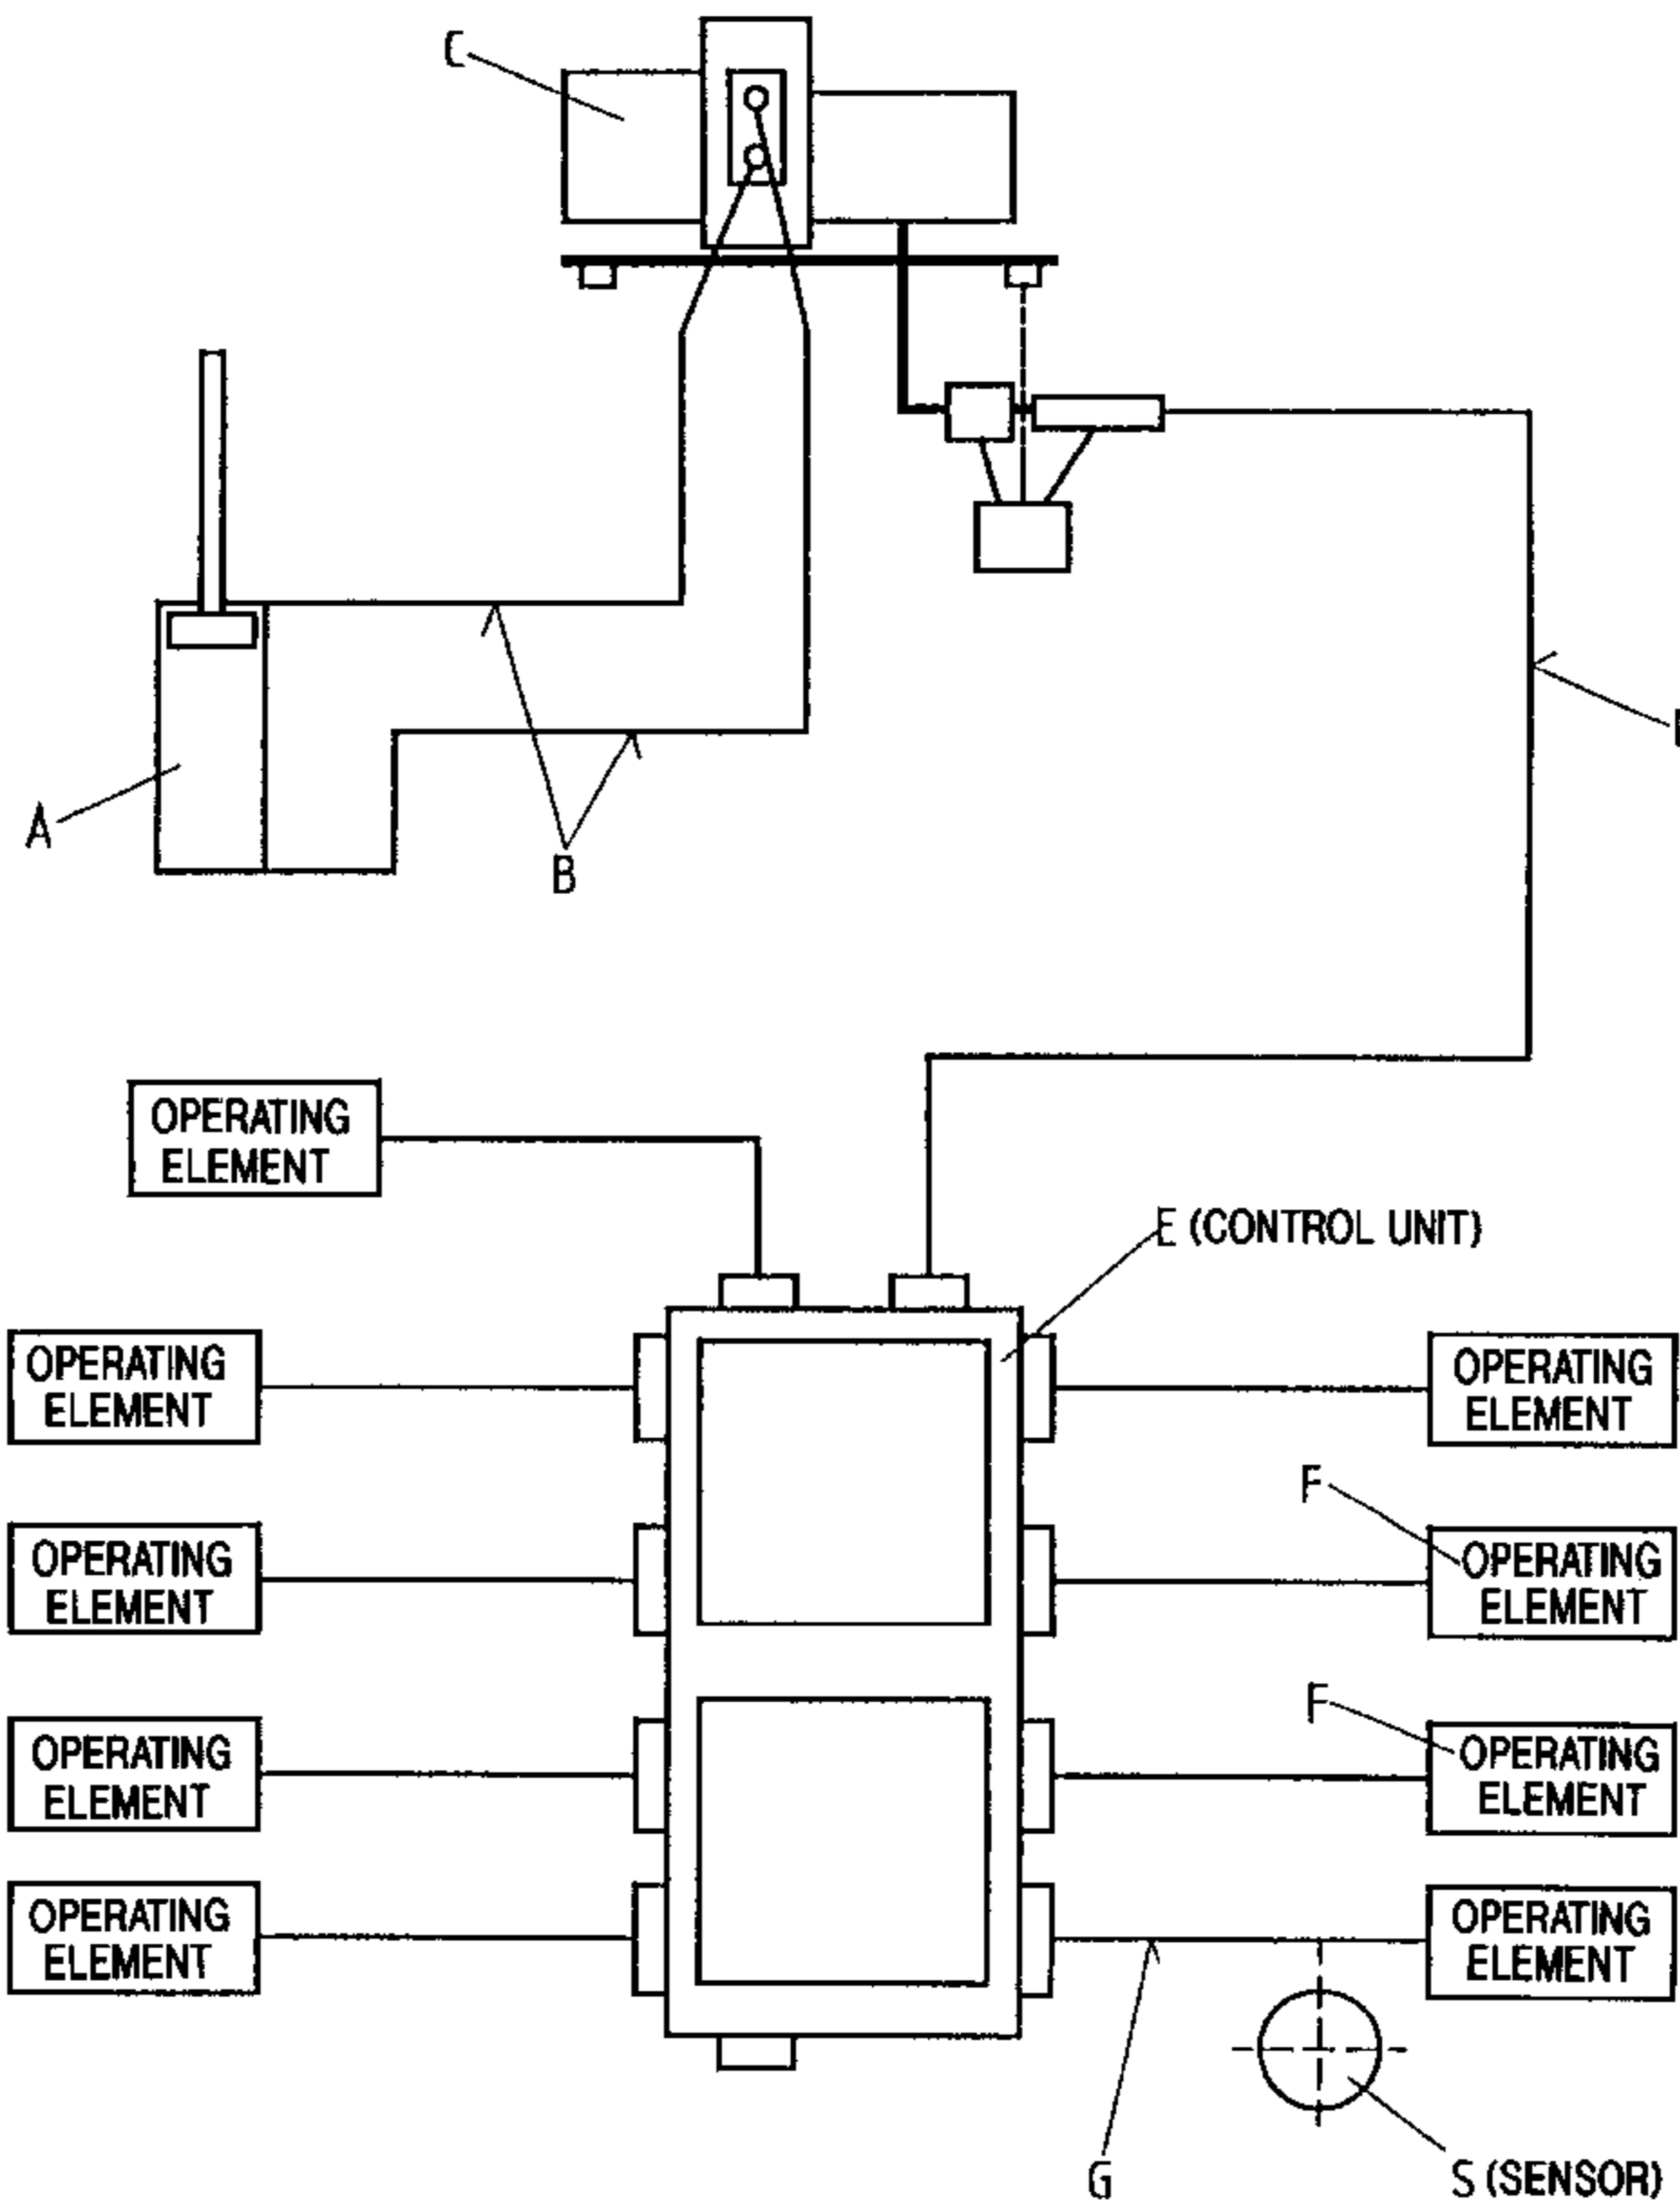 C
A
B
OPERATING
ELEMENT
E (CONTROL UNIT)
OPERATING
ELEMENT
OPERATING
ELEMENT
F
OPERATING
ELEMENT
OPERATING
ELEMENT
F
OPERATING
ELEMENT
OPERATING
ELEMENT
OPERATING
ELEMENT
OPERATING
ELEMENT
G
S (SENSOR)